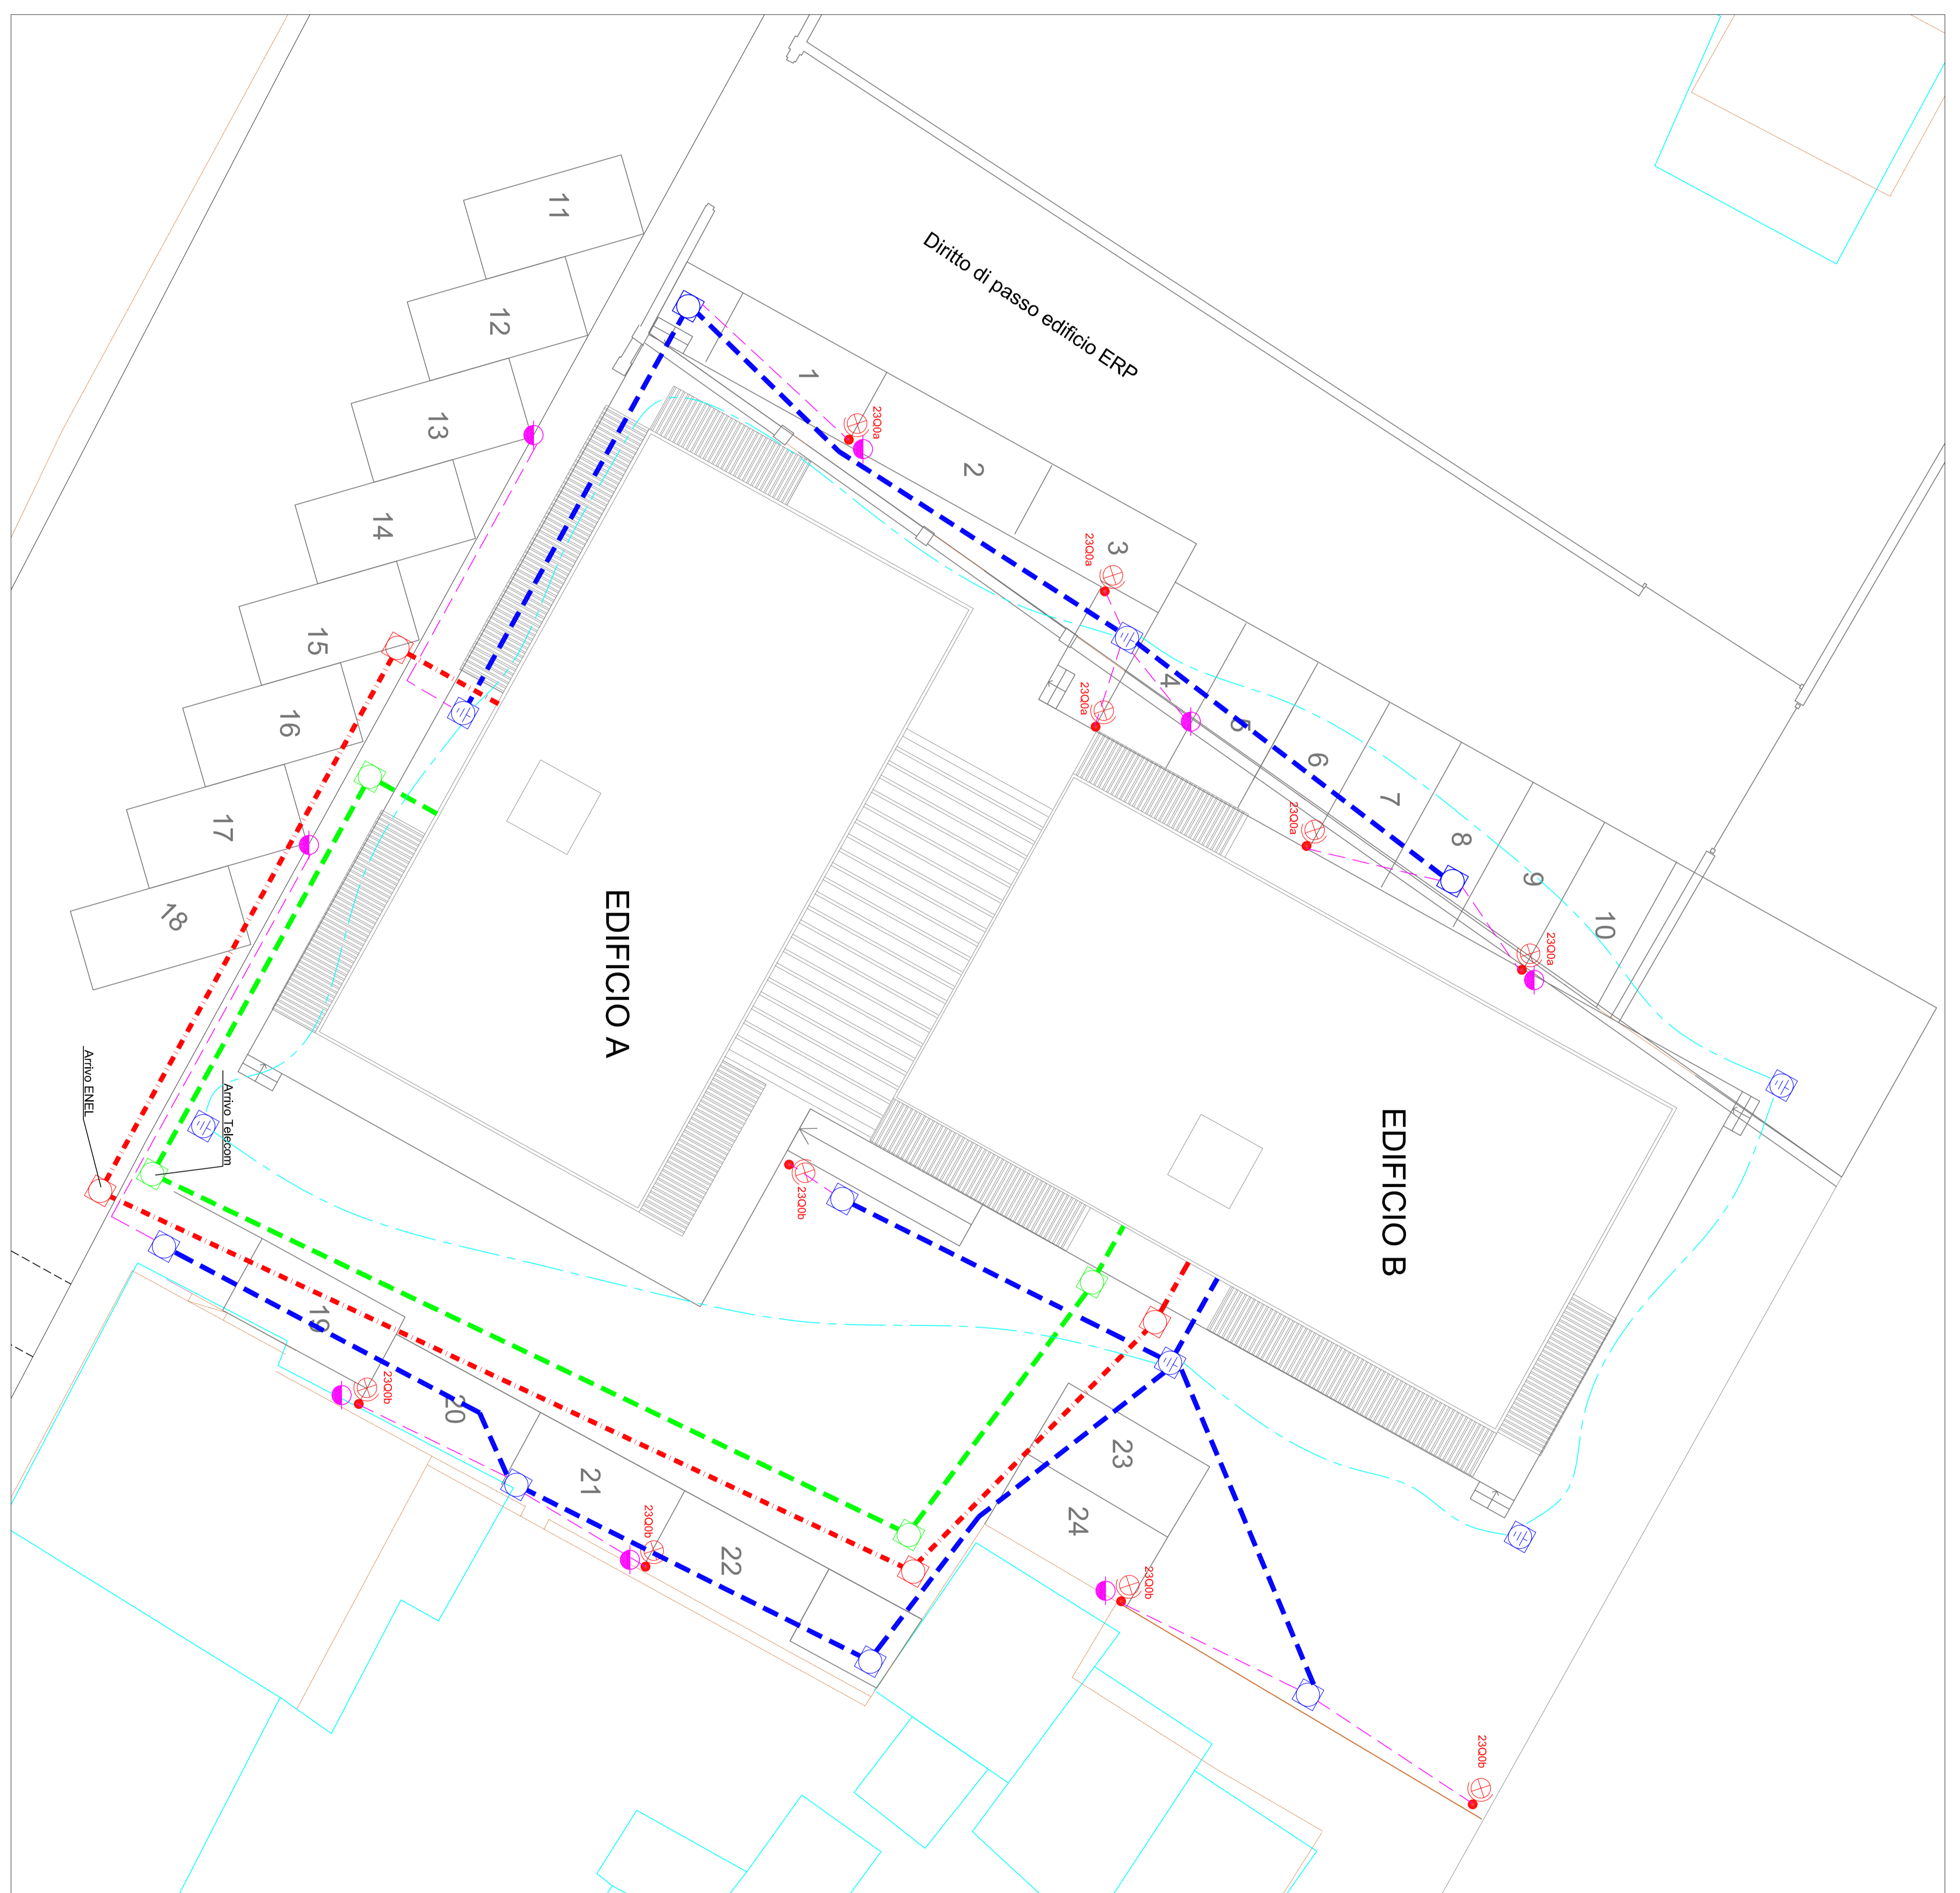 11
12
13
14
15
16
17
18
Diritto di passo edificio ERP
1
23Q0a
2
3
23Q0a
4
23Q0a
5
6
7
23Q0a
8
9
10
23Q0a
EDIFICIO A
EDIFICIO B
Arrivo ENEL
Arrivo Telecom
23Q0b
19
20
23Q0b
21
23Q0b
22
23
24
23Q0b
23Q0b